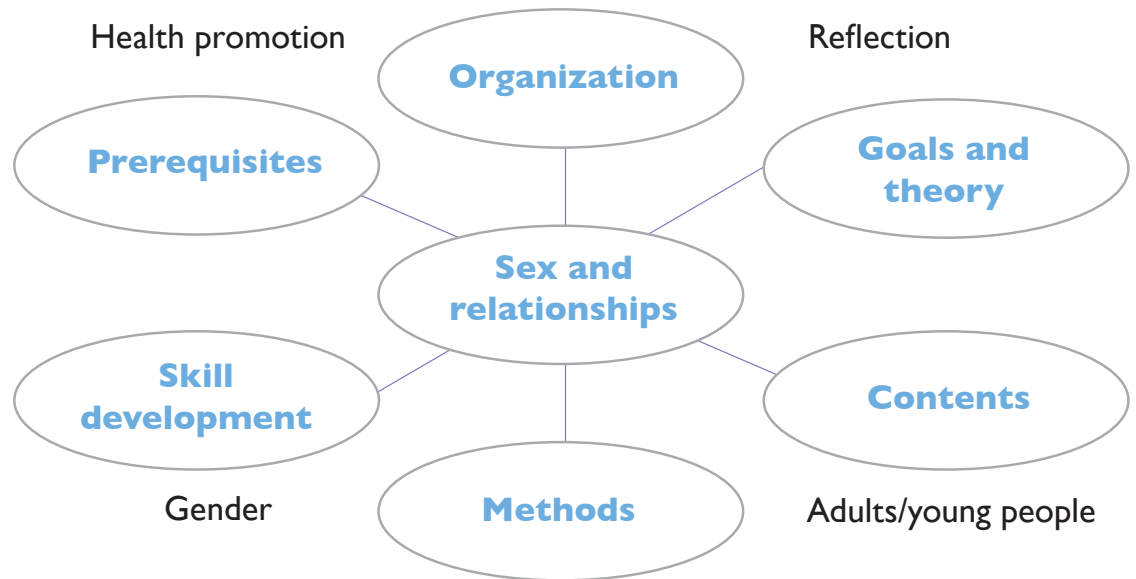 Health promotion
Reflection
Organization
Prerequisites
Goals and
theory
Sex and
relationships
Skill
development
Contents
Gender
Methods
Adults/young people